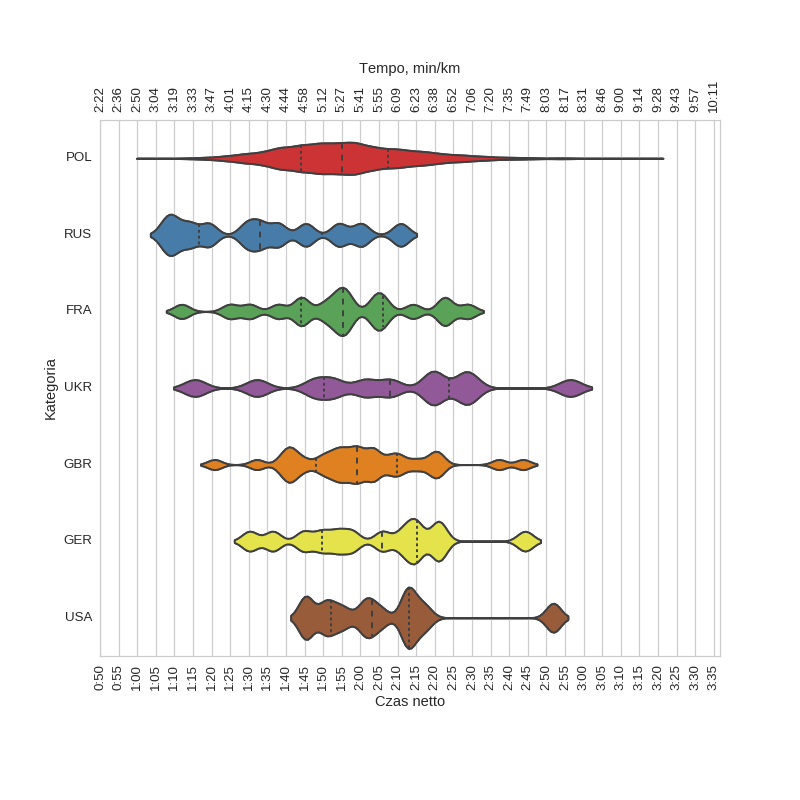 Tempo, min/km
2:22 2:36 2:50 3:04 3:19 3:33 3:47 4:01 4:15 4:30 4:44 4:58 5:12 5:27 5:41 5:55 6:09 6:23 6:38 6:52 7:06 7:20 7:35 7:49 8:03 8:17 8:31 8:46 9:00 9:14 9:28 9:43 9:57 10:11
POL
RUS
FRA
UKR
GBR
GER
USA
Kategoria
0:50 0:55 1:00 1:05 1:10 1:15 1:20 1:25 1:30 1:35 1:40 1:45 1:50 1:55 2:00 2:05 2:10 2:15 2:20 2:25 2:30 2:35 2:40 2:45 2:50 2:55 3:00 3:05 3:10 3:15 3:20 3:25 3:30 3:35
Czas netto